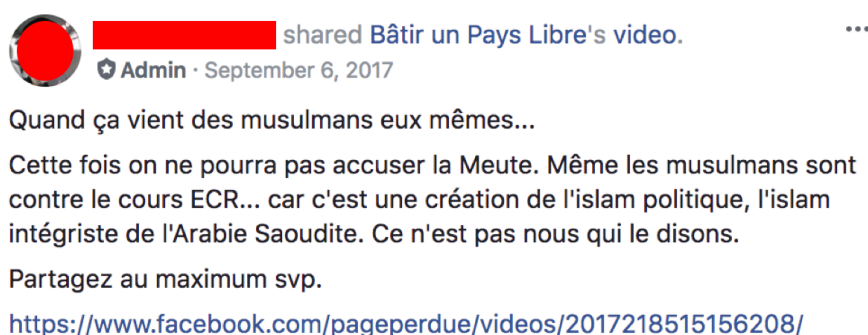 shared Bâtir un Pays Libre's video.
Admin · September 6, 2017
Quand ça vient des musulmans eux mêmes...
Cette fois on ne pourra pas accuser la Meute. Même les musulmans sont
contre le cours ECR... car c'est une création de l'islam politique, l'islam
intégriste de l'Arabie Saoudite. Ce n'est pas nous qui le disons.
Partagez au maximum svp.
https://www.facebook.com/pageperdue/videos/2017218515156208/